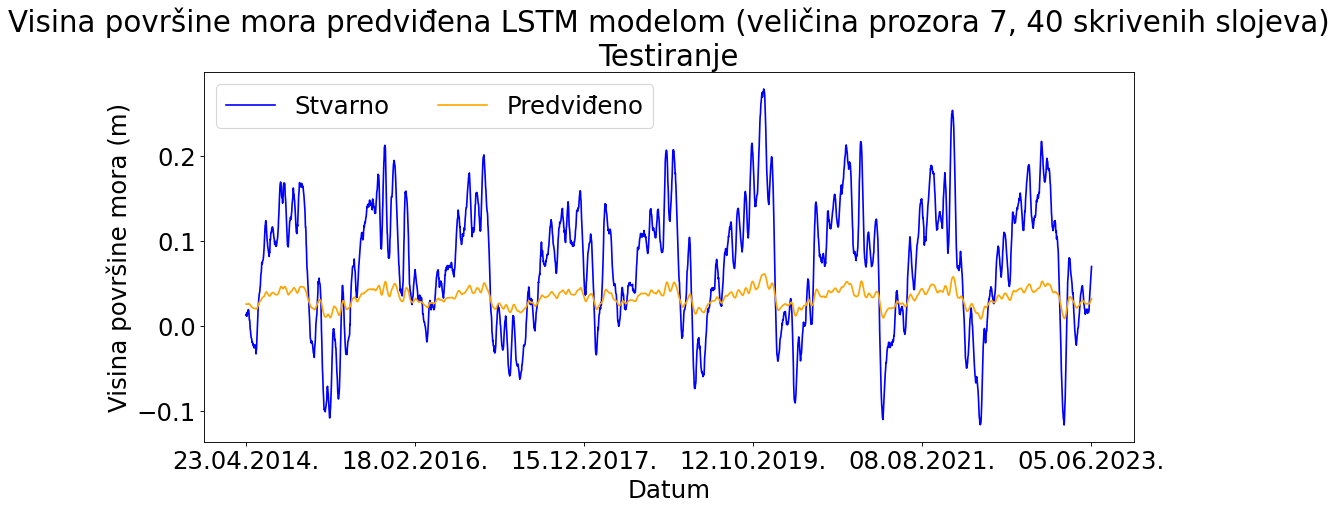 Visina površine mora predviđena LSTM modelom (veličina prozora 7, 40 skrivenih slojeva)
Testiranje
Stvarno
Predviđeno
Visina površine mora (m)
0.2
0.1
0.0
−0.1
23.04.2014.
18.02.2016.
15.12.2017.
12.10.2019.
08.08.2021.
05.06.2023.
Datum